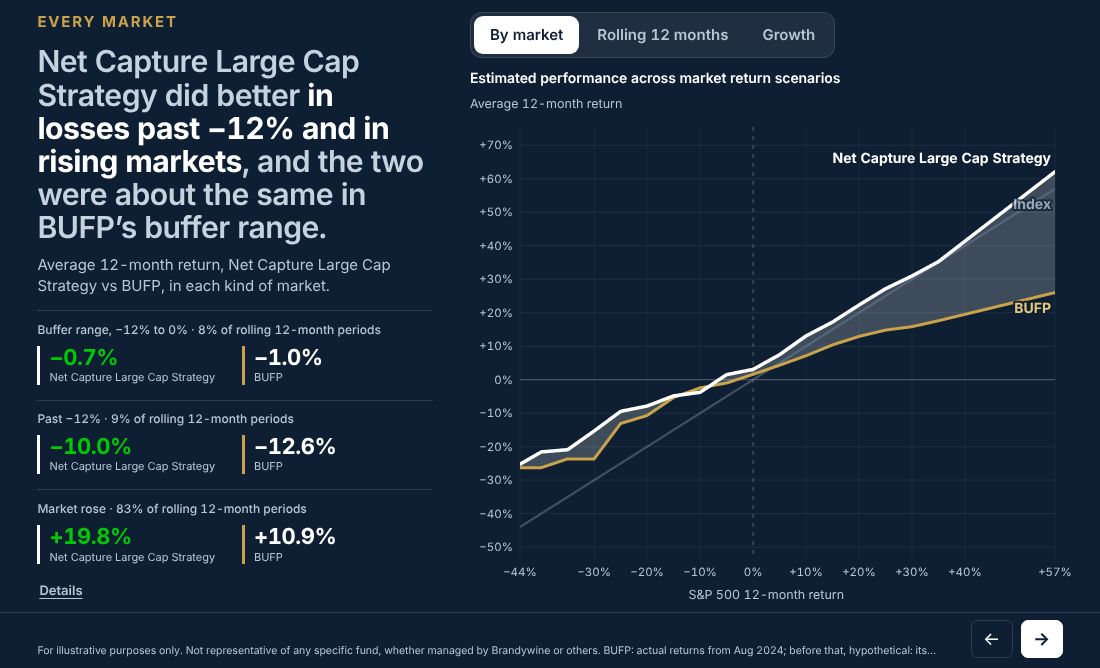 EVERY MARKET
Net Capture Large Cap
Strategy did better in
losses past −12% and in
rising markets, and the two
were about the same in
BUFP’s buffer range.
Average 12-month return, Net Capture Large Cap
Strategy vs BUFP, in each kind of market.
Buffer range, −12% to 0% · 8% of rolling 12-month periods
−0.7%
Net Capture Large Cap Strategy
−1.0%
BUFP
Past −12% · 9% of rolling 12-month periods
−10.0%
Net Capture Large Cap Strategy
−12.6%
BUFP
Market rose · 83% of rolling 12-month periods
+19.8%
Net Capture Large Cap Strategy
+10.9%
BUFP
Details
By market
Rolling 12 months
Growth
Estimated performance across market return scenarios
Average 12-month return
+70%
+60%
+50%
+40%
+30%
+20%
+10%
0%
−10%
−20%
−30%
−40%
−50%
Net Capture Large Cap Strategy
Index
BUFP
−44%
−30%
−20%
−10%
0%
+10%
+20%
+30%
+40%
+57%
S&P 500 12-month return
For illustrative purposes only. Not representative of any specific fund, whether managed by Brandywine or others. BUFP: actual returns from Aug 2024; before that, hypothetical: its...
← →